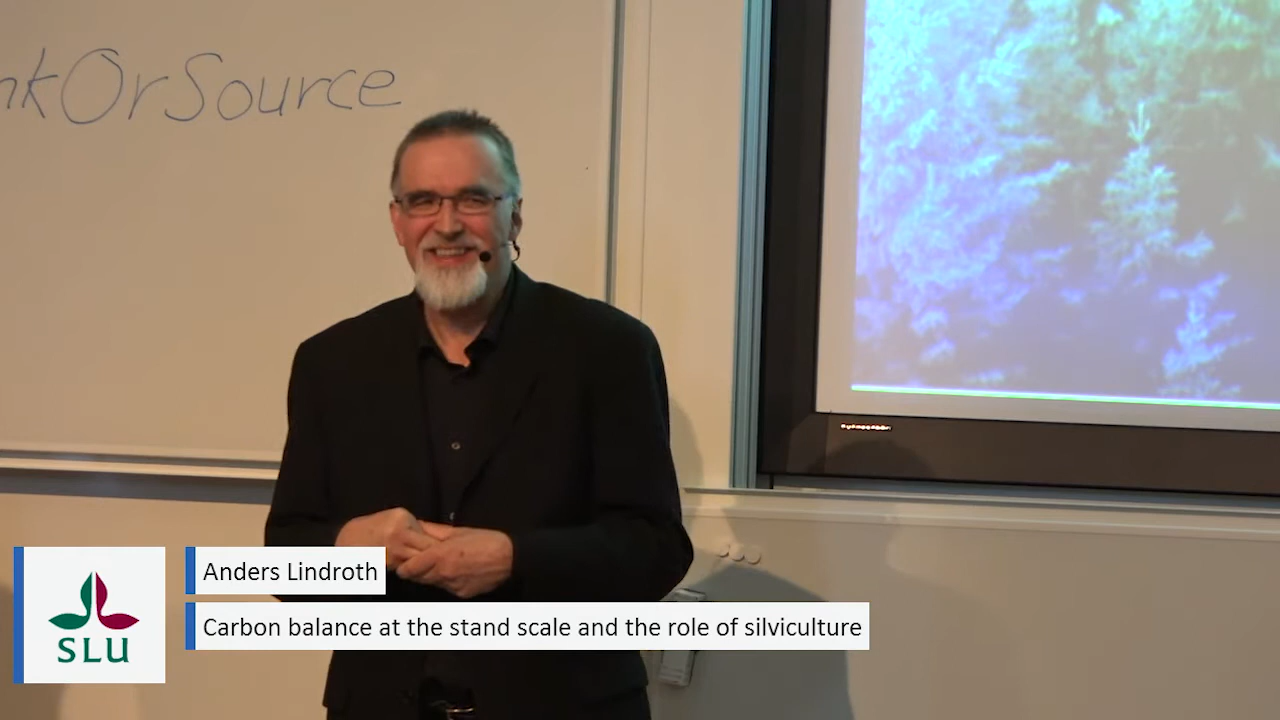 nkOrSource
Anders Lindroth
SLU
Carbon balance at the stand scale and the role of silviculture